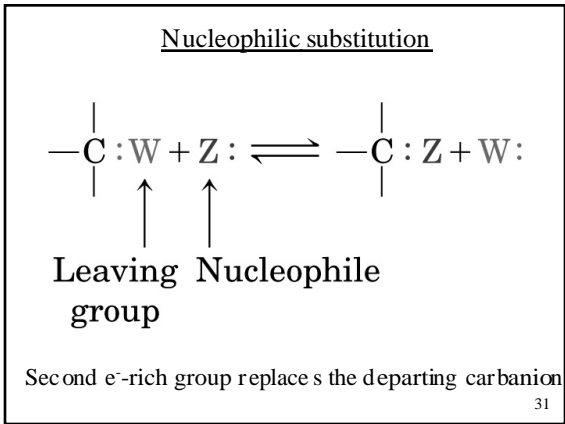 Nucleophilic substitution
—C : W + Z : ⇌ —C : Z + W:
Leaving Nucleophile
group
Second e⁻-rich group replaces the departing carbanion
31